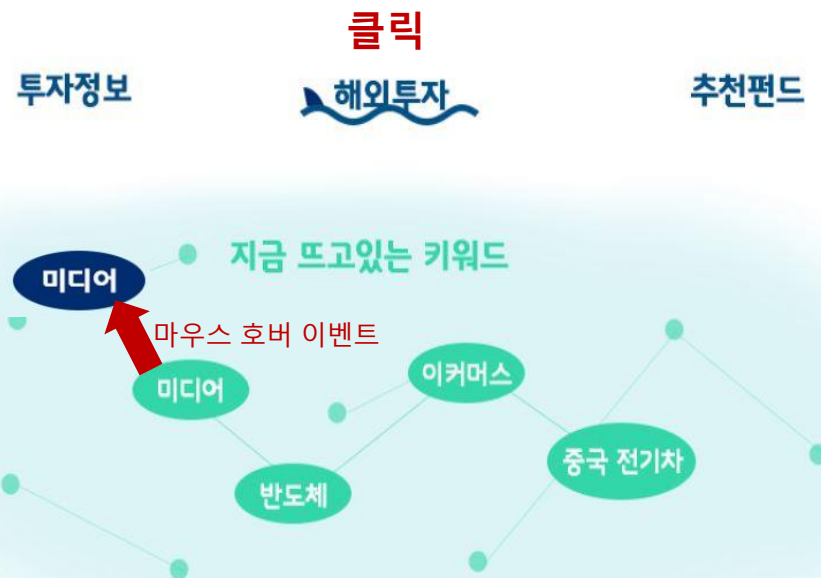 클릭
투자정보
해외투자
추천펀드
지금 뜨고있는 키워드
미디어
마우스 호버 이벤트
이커머스
미디어
중국 전기차
반도체